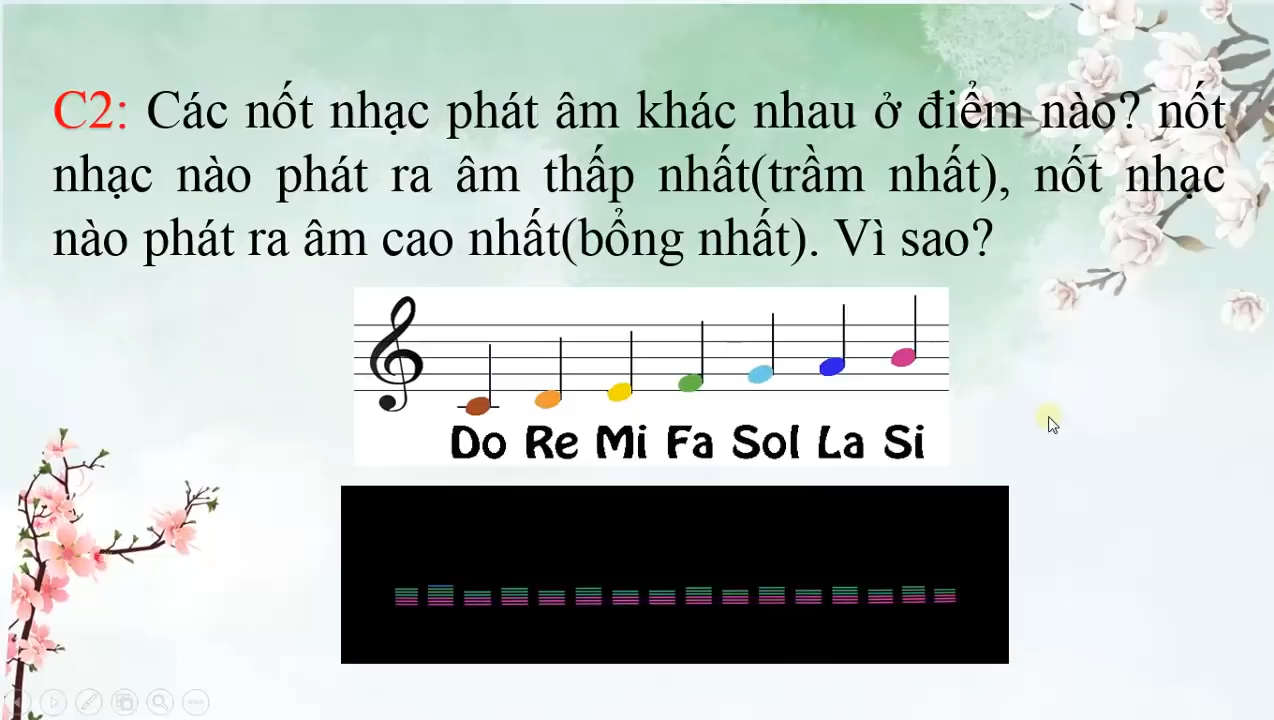 C2: Các nốt nhạc phát âm khác nhau ở điểm nào? nốt
nhạc nào phát ra âm thấp nhất(trầm nhất), nốt nhạc
nào phát ra âm cao nhất(bổng nhất). Vì sao?
Do Re Mi Fa Sol La Si